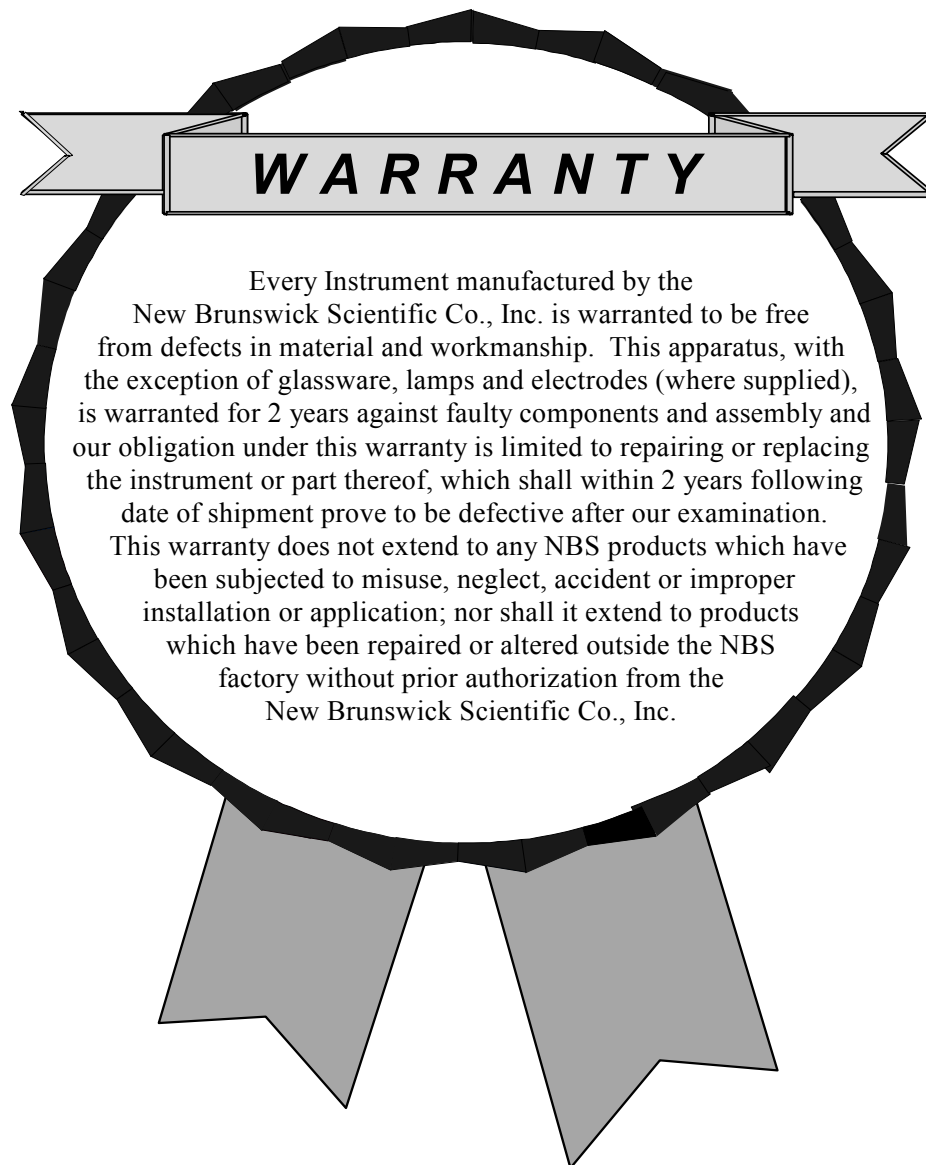 WARRANTY
Every Instrument manufactured by the
New Brunswick Scientific Co., Inc. is warranted to be free
from defects in material and workmanship.  This apparatus, with
the exception of glassware, lamps and electrodes (where supplied),
is warranted for 2 years against faulty components and assembly and
our obligation under this warranty is limited to repairing or replacing
the instrument or part thereof, which shall within 2 years following
date of shipment prove to be defective after our examination.
This warranty does not extend to any NBS products which have
been subjected to misuse, neglect, accident or improper
installation or application; nor shall it extend to products
which have been repaired or altered outside the NBS
factory without prior authorization from the
New Brunswick Scientific Co., Inc.